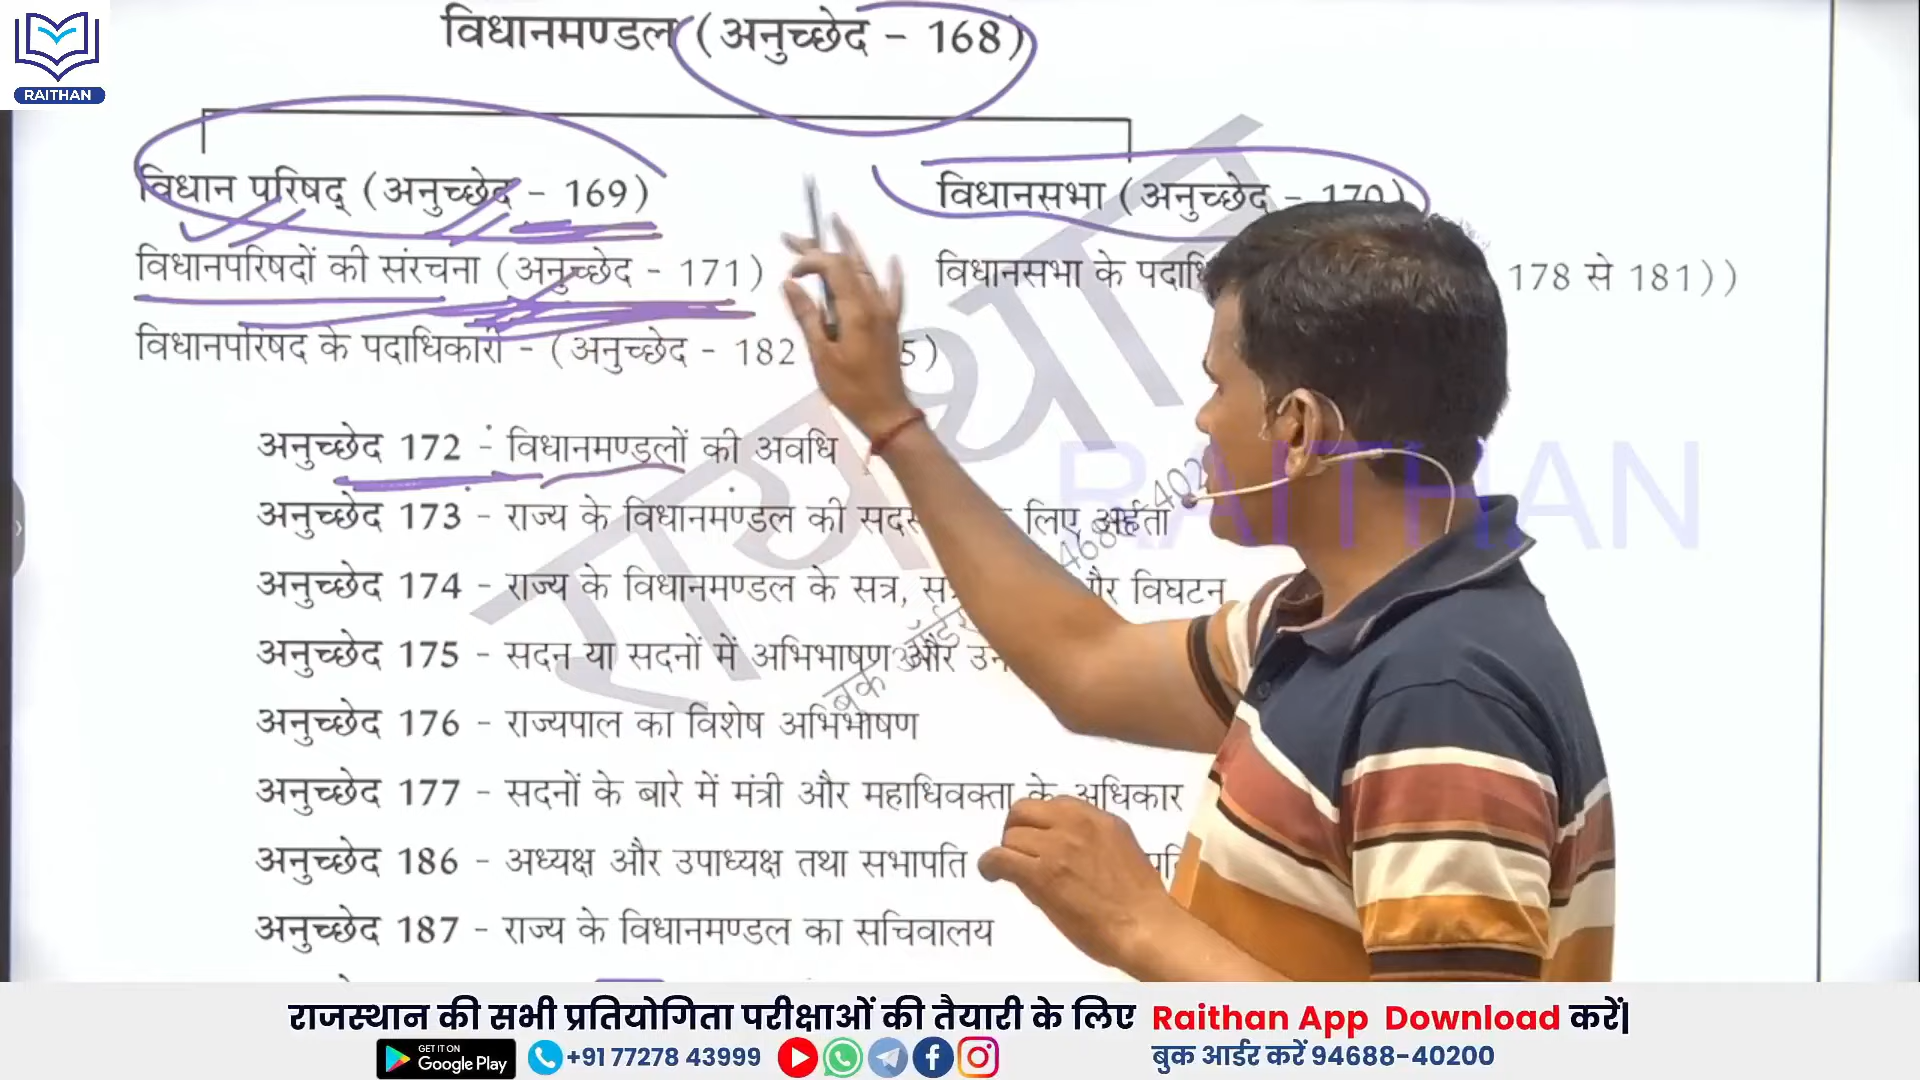 RAITHAN
विधानमण्डल (अनुच्छेद - 168)
विधान परिषद् (अनुच्छेद - 169)
विधानसभा (अनुच्छेद - 170)
विधानपरिषदों की संरचना (अनुच्छेद - 171)
विधानसभा के 178 से 181))
विधानपरिषद के पदाधिकारी - (अनुच्छेद - 182 5)
अनुच्छेद 172 - विधानमण्डलों की अवधि
अनुच्छेद 173 - राज्य के विधानमंण्डल की लिए अर्हता
अनुच्छेद 174 - राज्य के विधानमण्डल के सत्र, और विघटन
अनुच्छेद 175 - सदन या सदनों में अभिभाषण और
अनुच्छेद 176 - राज्यपाल का विशेष अभिभाषण
अनुच्छेद 177 - सदनों के बारे में मंत्री और महाधिवक्ता के अधिकार
अनुच्छेद 186 - अध्यक्ष और उपाध्यक्ष तथा सभापति
अनुच्छेद 187 - राज्य के विधानमण्डल का सचिवालय
RAITHAN
राजस्थान की सभी प्रतियोगिता परीक्षाओं की तैयारी के लिए Raithan App Download करें|
GET IT ON
Google Play
+91 77278 43999
बुक आर्डर करें 94688-40200